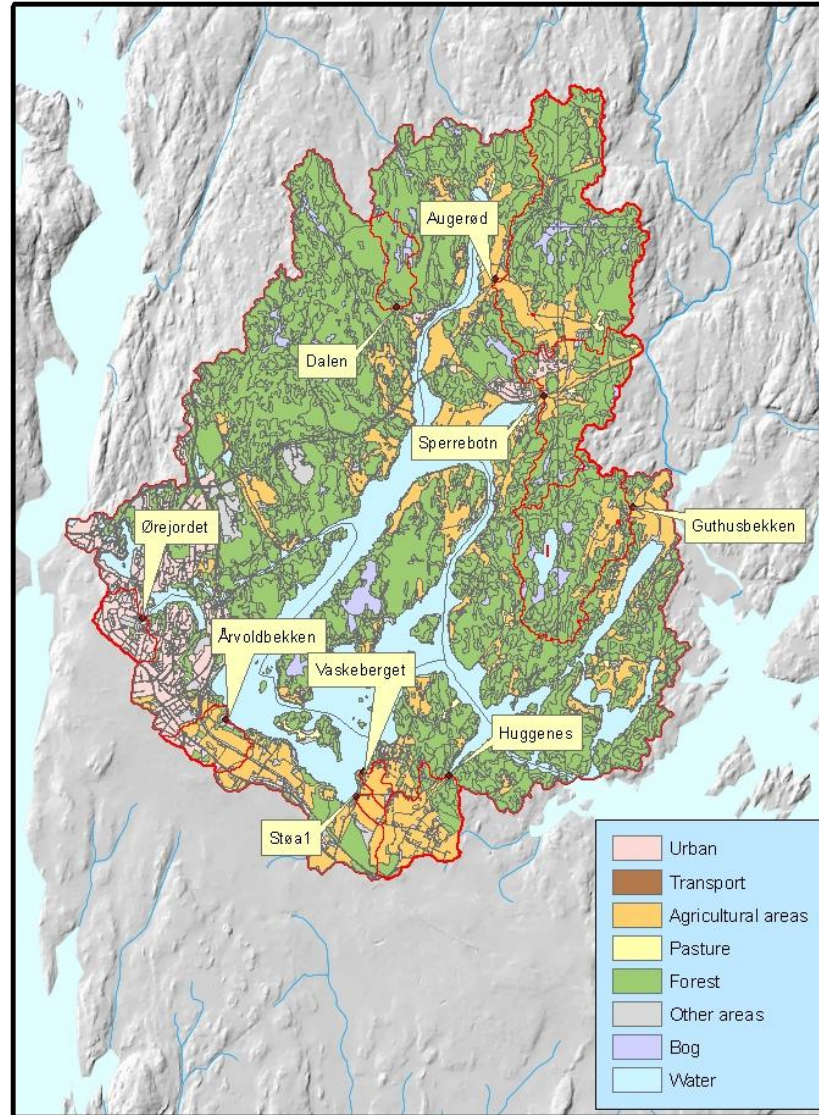 Augerød
Dalen
Sperrebotn
Guthusbekken
Ørejordet
Årvoldbekken
Vaskeberget
Huggenes
Støa1
Urban
Transport
Agricultural areas
Pasture
Forest
Other areas
Bog
Water